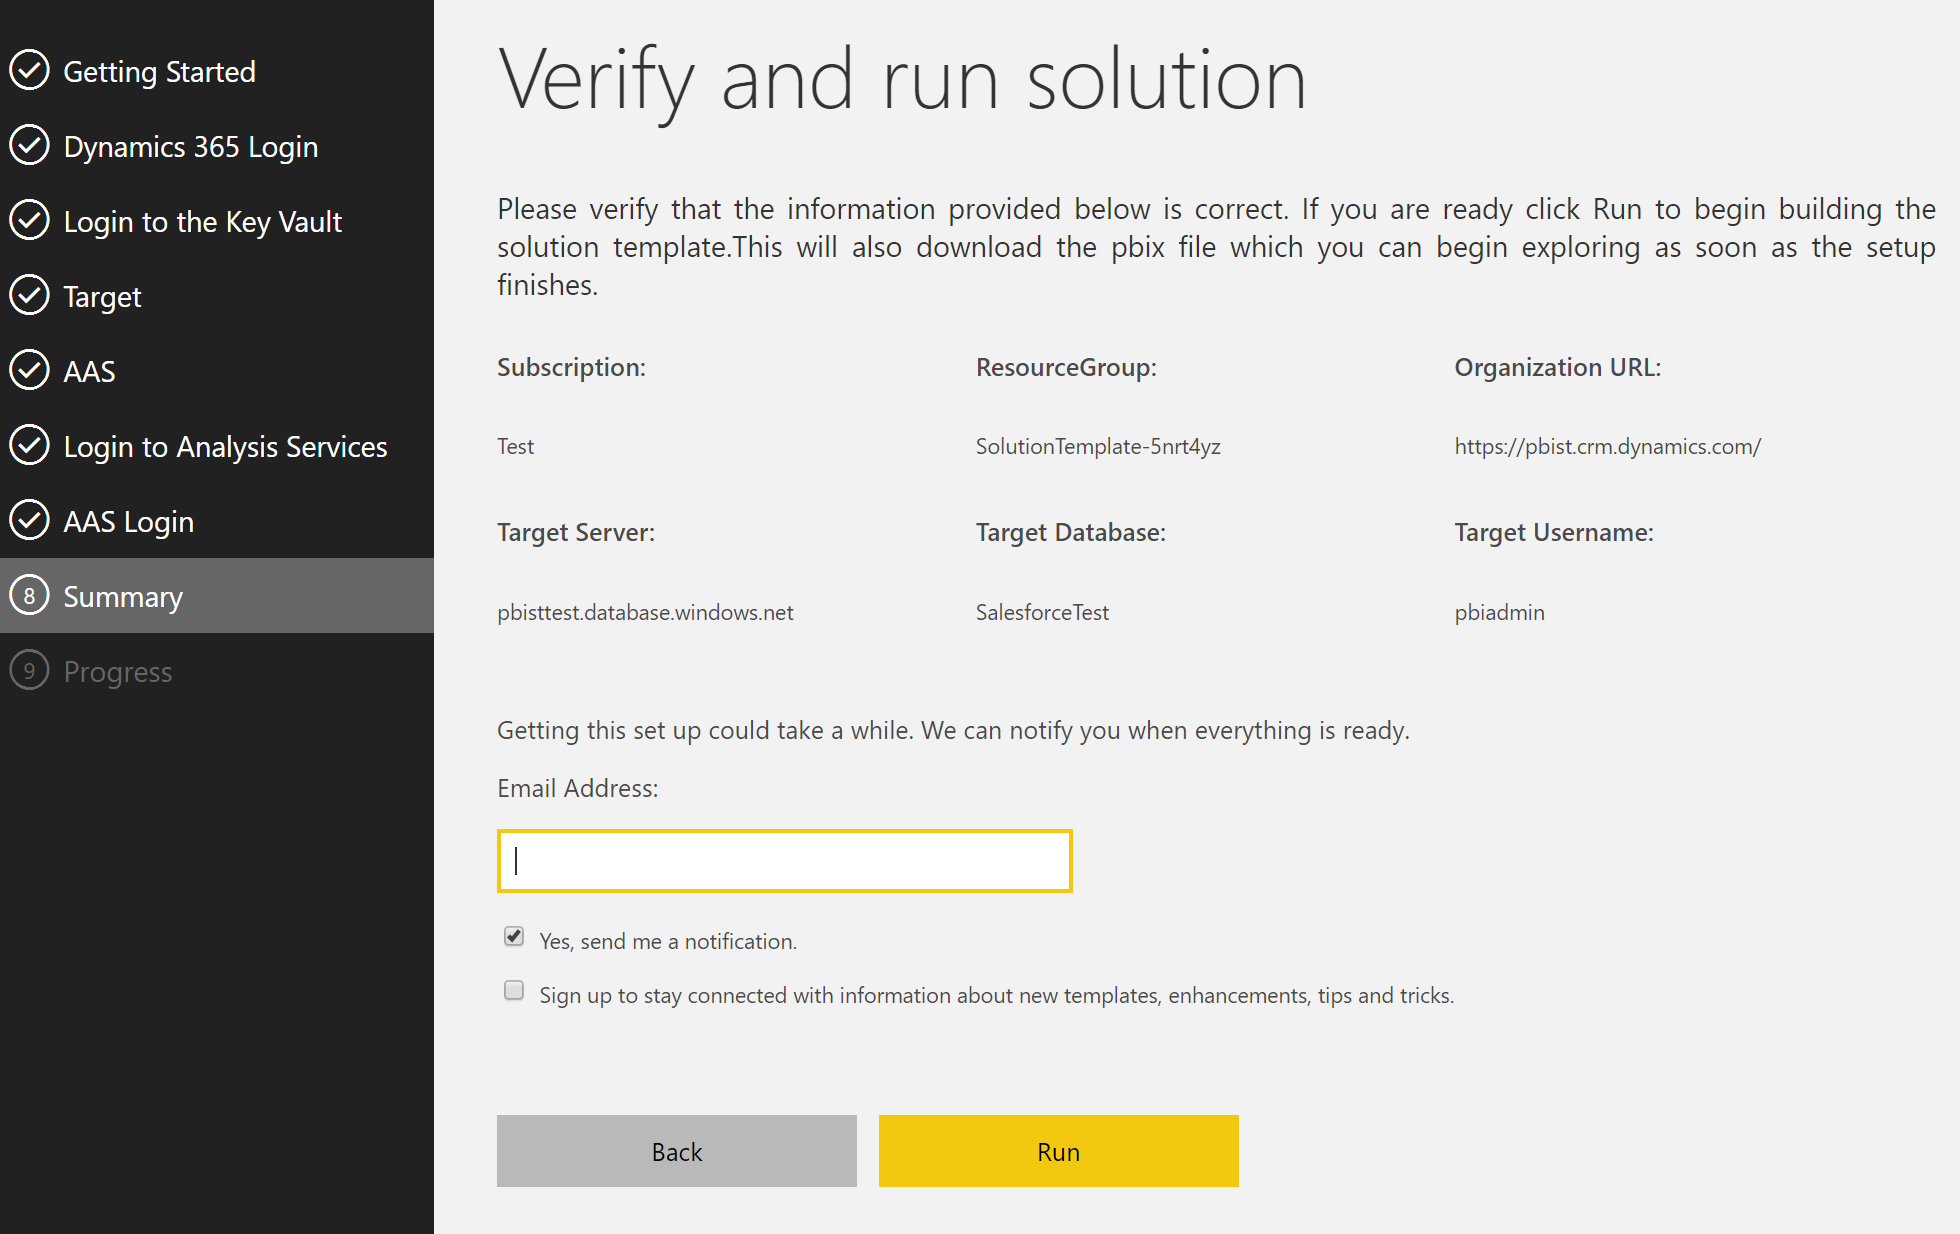 Getting Started
Dynamics 365 Login
Login to the Key Vault
Target
AAS
Login to Analysis Services
AAS Login
8 Summary
9 Progress
Verify and run solution
Please verify that the information provided below is correct. If you are ready click Run to begin building the
solution template.This will also download the pbix file which you can begin exploring as soon as the setup
finishes.
Subscription: ResourceGroup: Organization URL:
Test SolutionTemplate-5nrt4yz https://pbist.crm.dynamics.com/
Target Server: Target Database: Target Username:
pbisttest.database.windows.net SalesforceTest pbiadmin
Getting this set up could take a while. We can notify you when everything is ready.
Email Address:
Yes, send me a notification.
Sign up to stay connected with information about new templates, enhancements, tips and tricks.
Back Run